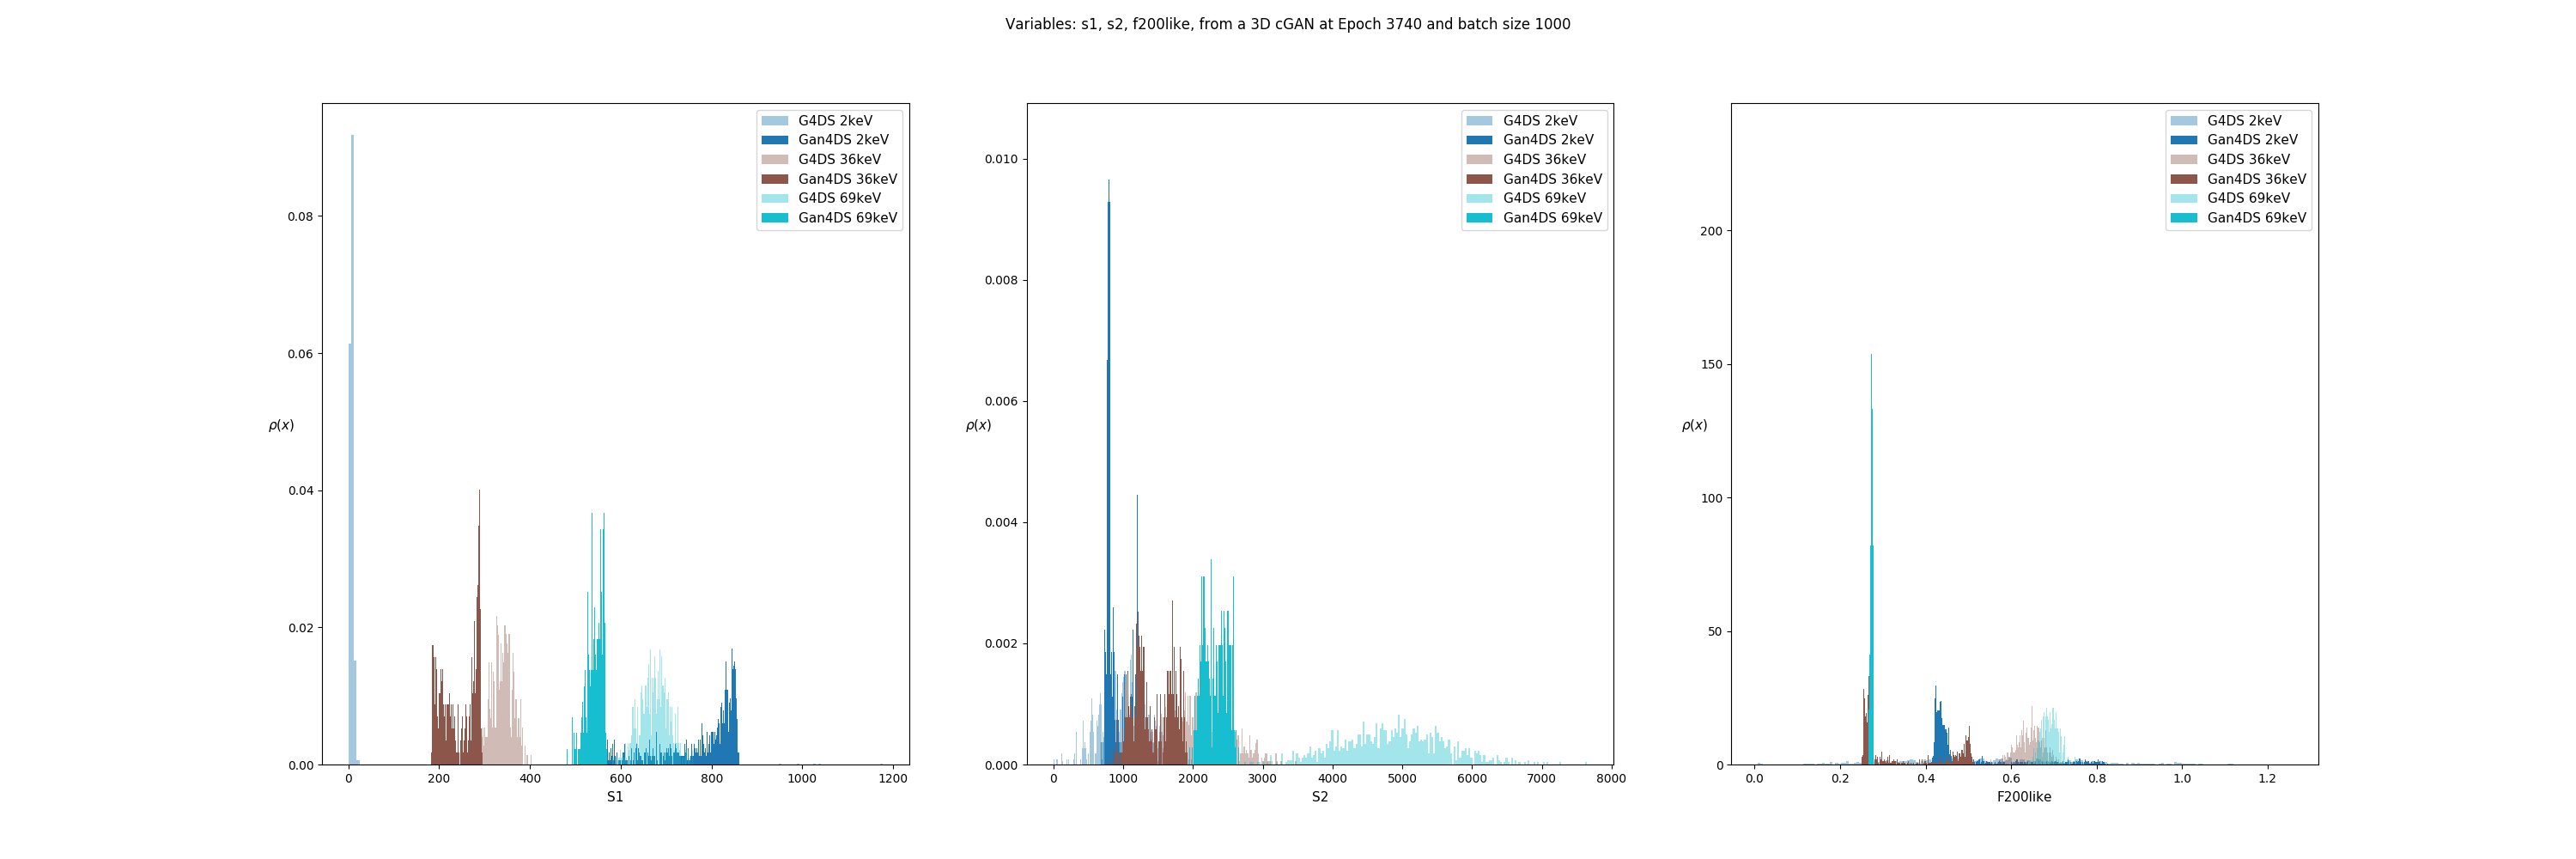 Variables: s1, s2, f200like, from a 3D cGAN at Epoch 3740 and batch size 1000
G4DS 2keV
Gan4DS 2keV
G4DS 36keV
Gan4DS 36keV
G4DS 69keV
Gan4DS 69keV
0.08
0.06
ρ(x)
0.04
0.02
0.00
0 200 400 600 800 1000 1200
S1
G4DS 2keV
Gan4DS 2keV
G4DS 36keV
Gan4DS 36keV
G4DS 69keV
Gan4DS 69keV
0.010
0.008
0.006
ρ(x)
0.004
0.002
0.000
0 1000 2000 3000 4000 5000 6000 7000 8000
S2
G4DS 2keV
Gan4DS 2keV
G4DS 36keV
Gan4DS 36keV
G4DS 69keV
Gan4DS 69keV
200
150
ρ(x)
100
50
0
0.0 0.2 0.4 0.6 0.8 1.0 1.2
F200like